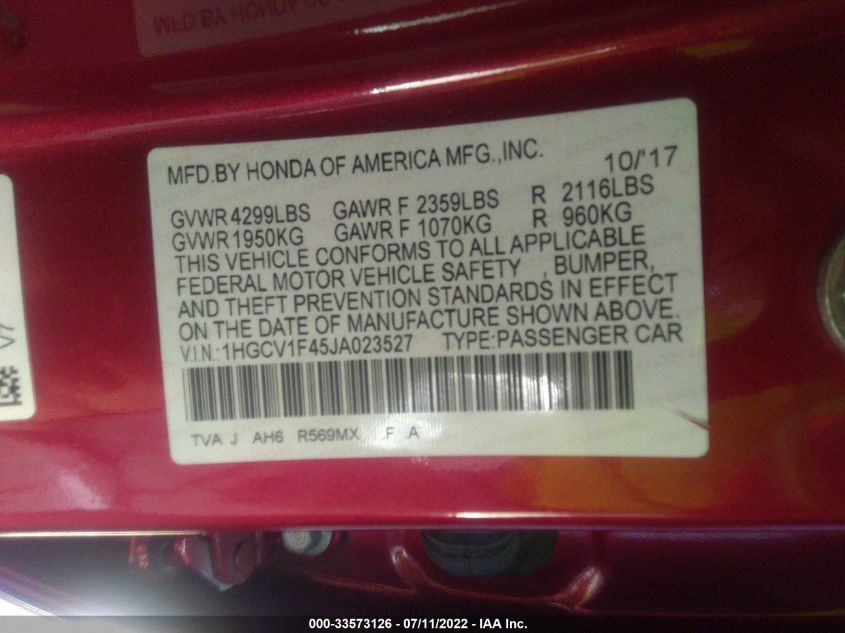 MFD.BY HONDA OF AMERICA MFG.,INC. 10/'17
GVWR 4299LBS GAWR F 2359LBS R 2116LBS
GVWR 1950KG GAWR F 1070KG R 960KG
THIS VEHICLE CONFORMS TO ALL APPLICABLE
FEDERAL MOTOR VEHICLE SAFETY , BUMPER,
AND THEFT PREVENTION STANDARDS IN EFFECT
ON THE DATE OF MANUFACTURE SHOWN ABOVE.
V.I.N.:1HGCV1F45JA023527 TYPE:PASSENGER CAR
TVA J AH6 R569MX F A
V7
000-33573126 - 07/11/2022 - IAA Inc.